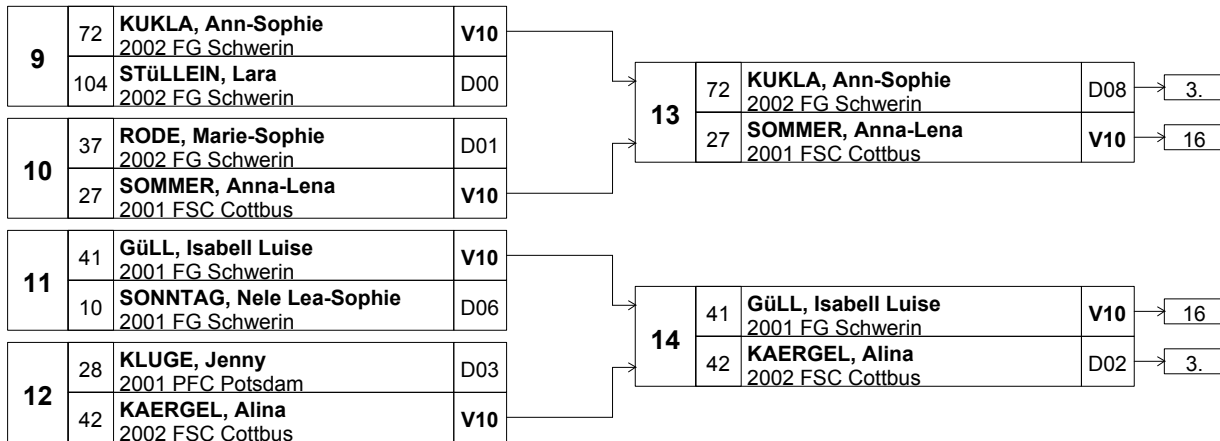 9
72 KUKLA, Ann-Sophie V10
2002 FG Schwerin
104 STüLLEIN, Lara D00
2002 FG Schwerin
10
37 RODE, Marie-Sophie D01
2002 FG Schwerin
27 SOMMER, Anna-Lena V10
2001 FSC Cottbus
11
41 GüLL, Isabell Luise V10
2001 FG Schwerin
10 SONNTAG, Nele Lea-Sophie D06
2001 FG Schwerin
12
28 KLUGE, Jenny D03
2001 PFC Potsdam
42 KAERGEL, Alina V10
2002 FSC Cottbus
13
72 KUKLA, Ann-Sophie D08 3.
2002 FG Schwerin
27 SOMMER, Anna-Lena V10 16
2001 FSC Cottbus
14
41 GüLL, Isabell Luise V10 16
2001 FG Schwerin
42 KAERGEL, Alina D02 3.
2002 FSC Cottbus